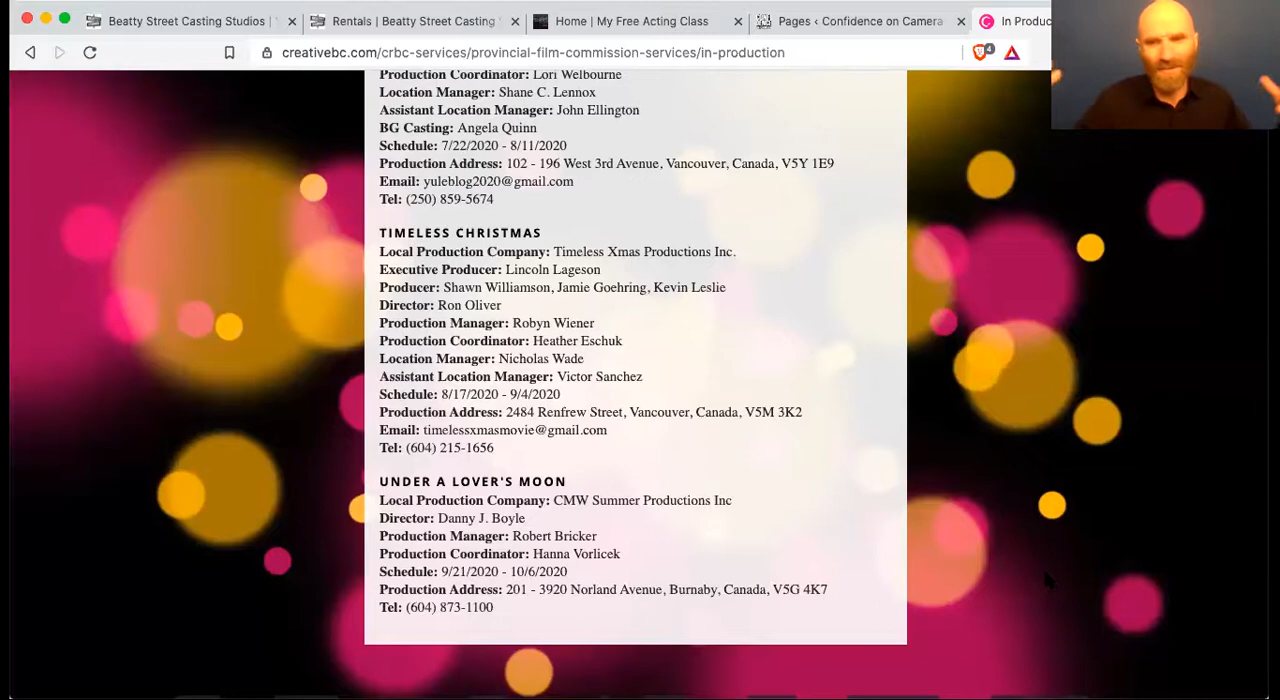 Beatty Street Casting Studios |
Rentals | Beatty Street Casting
Home | My Free Acting Class
Pages ‹ Confidence on Camera
In Produc
creativebc.com/crbc-services/provincial-film-commission-services/in-production
4
Production Coordinator: Lori Welbourne
Location Manager: Shane C. Lennox
Assistant Location Manager: John Ellington
BG Casting: Angela Quinn
Schedule: 7/22/2020 - 8/11/2020
Production Address: 102 - 196 West 3rd Avenue, Vancouver, Canada, V5Y 1E9
Email: yuleblog2020@gmail.com
Tel: (250) 859-5674
TIMELESS CHRISTMAS
Local Production Company: Timeless Xmas Productions Inc.
Executive Producer: Lincoln Lageson
Producer: Shawn Williamson, Jamie Goehring, Kevin Leslie
Director: Ron Oliver
Production Manager: Robyn Wiener
Production Coordinator: Heather Eschuk
Location Manager: Nicholas Wade
Assistant Location Manager: Victor Sanchez
Schedule: 8/17/2020 - 9/4/2020
Production Address: 2484 Renfrew Street, Vancouver, Canada, V5M 3K2
Email: timelessxmasmovie@gmail.com
Tel: (604) 215-1656
UNDER A LOVER'S MOON
Local Production Company: CMW Summer Productions Inc
Director: Danny J. Boyle
Production Manager: Robert Bricker
Production Coordinator: Hanna Vorlicek
Schedule: 9/21/2020 - 10/6/2020
Production Address: 201 - 3920 Norland Avenue, Burnaby, Canada, V5G 4K7
Tel: (604) 873-1100